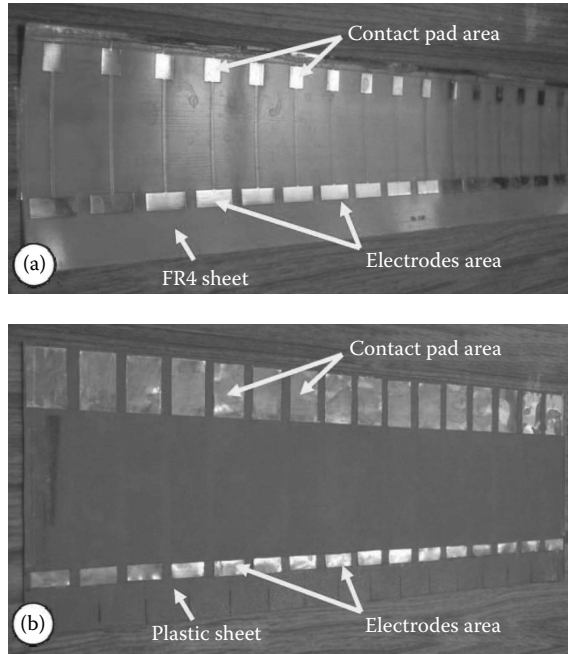 Contact pad area
(a)
FR4 sheet
Electrodes area
Contact pad area
(b)
Plastic sheet
Electrodes area